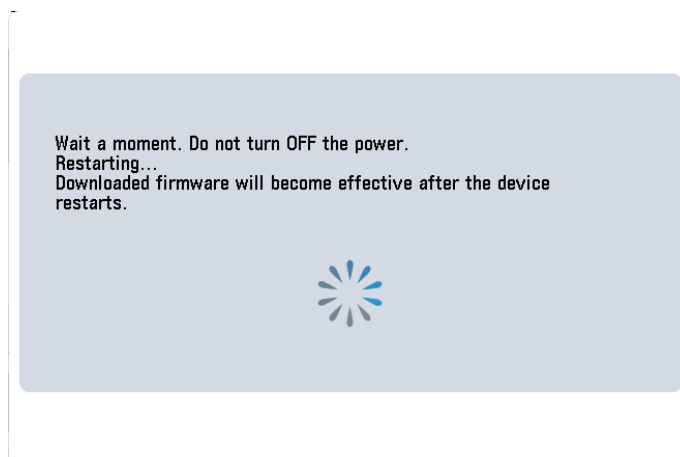 Wait a moment. Do not turn OFF the power.
Restarting...
Downloaded firmware will become effective after the device
restarts.